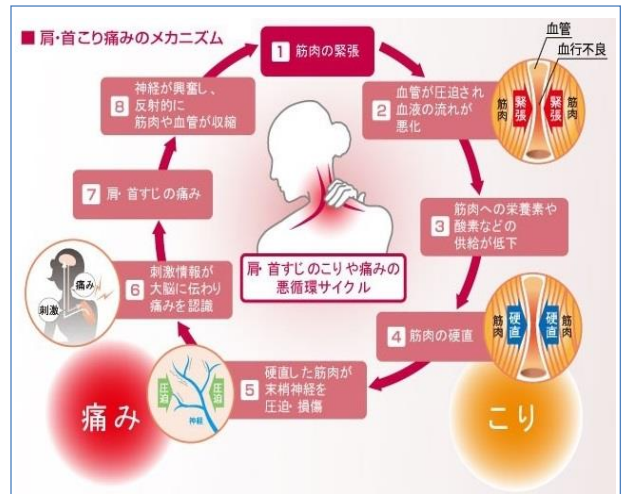 ■ 肩・首こり痛みのメカニズム
1 筋肉の緊張
血管
血行不良
筋肉
緊張
緊張
筋肉
2 血管が圧迫され
血液の流れが
悪化
3 筋肉への栄養素や
酸素などの
供給が低下
4 筋肉の硬直
筋肉
硬直
硬直
筋肉
こり
5 硬直した筋肉が
末梢神経を
圧迫・損傷
圧迫
圧迫
神経
痛み
6 刺激情報が
大脳に伝わり
痛みを認識
痛み
刺激
7 肩・首すじの痛み
8 神経が興奮し、
反射的に
筋肉や血管が収縮
肩・首すじのこりや痛みの
悪循環サイクル